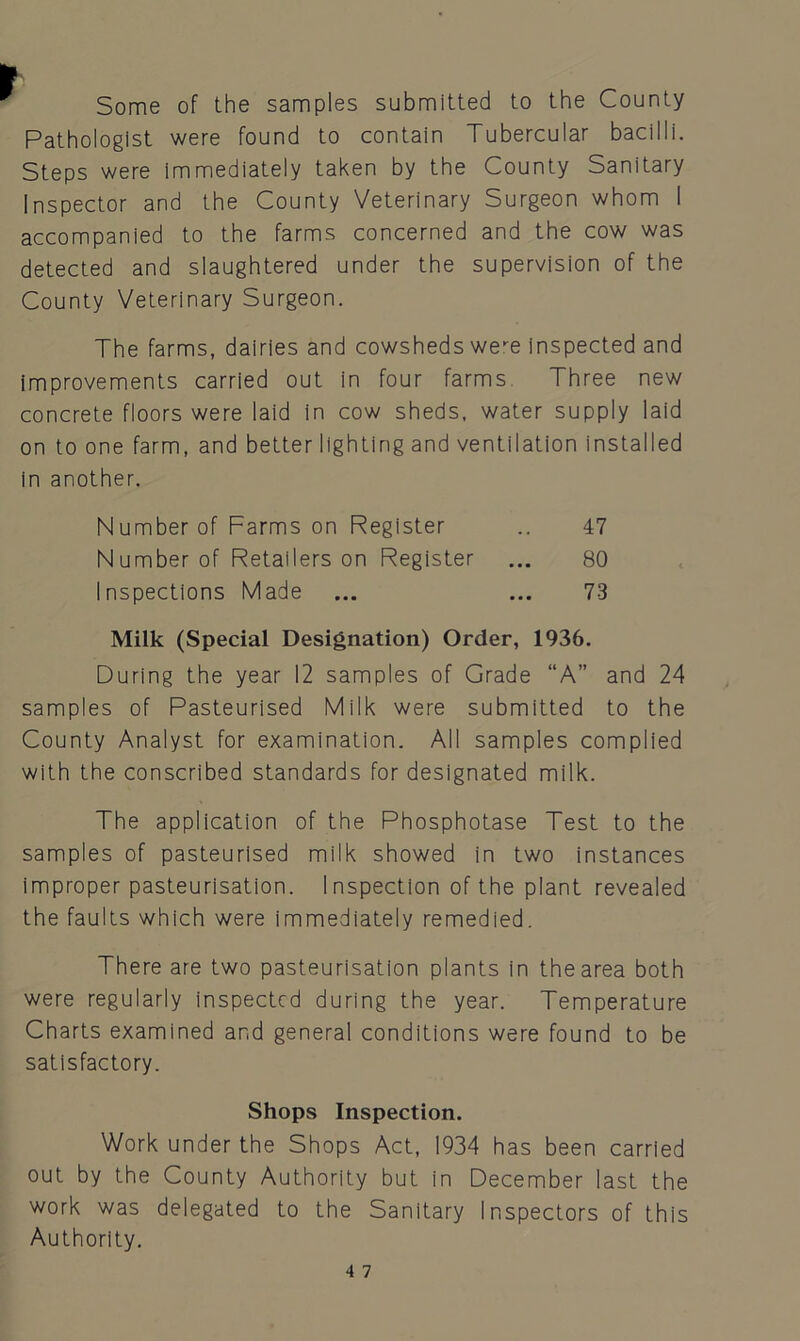 Some of the samples submitted to the County
Pathologist were found to contain Tubercular bacilli.
Steps were immediately taken by the County Sanitary
Inspector and the County Veterinary Surgeon whom I
accompanied to the farms concerned and the cow was
detected and slaughtered under the supervision of the
County Veterinary Surgeon.
The farms, dairies and cowsheds were inspected and
improvements carried out in four farms. Three new
concrete floors were laid in cow sheds, water supply laid
on to one farm, and better lighting and ventilation installed
in another.
Number of Farms on Register .. 47
Number of Retailers on Register ... 80
Inspections Made ... ... 73
Milk (Special Designation) Order, 1936.
During the year 12 samples of Grade “A” and 24
samples of Pasteurised Milk were submitted to the
County Analyst for examination. All samples complied
with the conscribed standards for designated milk.
The application of the Phosphotase Test to the
samples of pasteurised milk showed in two instances
improper pasteurisation. Inspection of the plant revealed
the faults which were immediately remedied.
There are two pasteurisation plants in the area both
were regularly inspected during the year. Temperature
Charts examined and general conditions were found to be
satisfactory.
Shops Inspection.
Work under the Shops Act, 1934 has been carried
out by the County Authority but in December last the
work was delegated to the Sanitary Inspectors of this
Authority.
47